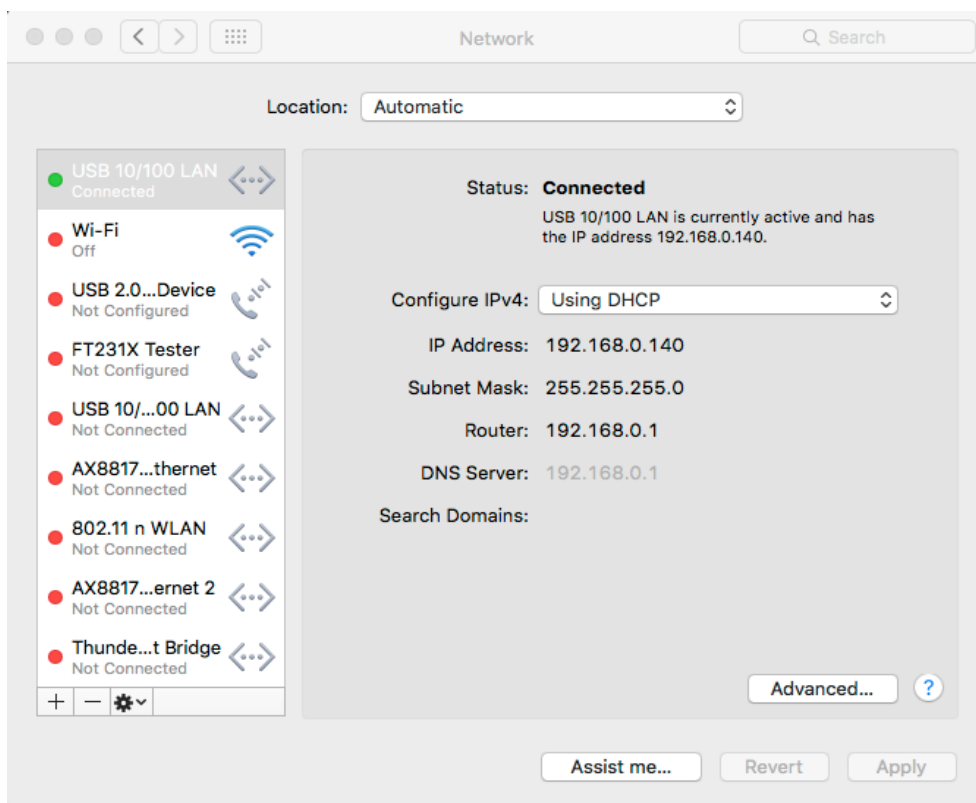 Network
Search
Location: Automatic
USB 10/100 LAN
Connected
Wi-Fi
Off
USB 2.0...Device
Not Configured
FT231X Tester
Not Configured
USB 10/...00 LAN
Not Connected
AX8817...thernet
Not Connected
802.11 n WLAN
Not Connected
AX8817...ernet 2
Not Connected
Thunde...t Bridge
Not Connected
Status: Connected
USB 10/100 LAN is currently active and has
the IP address 192.168.0.140.
Configure IPv4: Using DHCP
IP Address: 192.168.0.140
Subnet Mask: 255.255.255.0
Router: 192.168.0.1
DNS Server: 192.168.0.1
Search Domains:
Advanced... ?
Assist me... Revert Apply